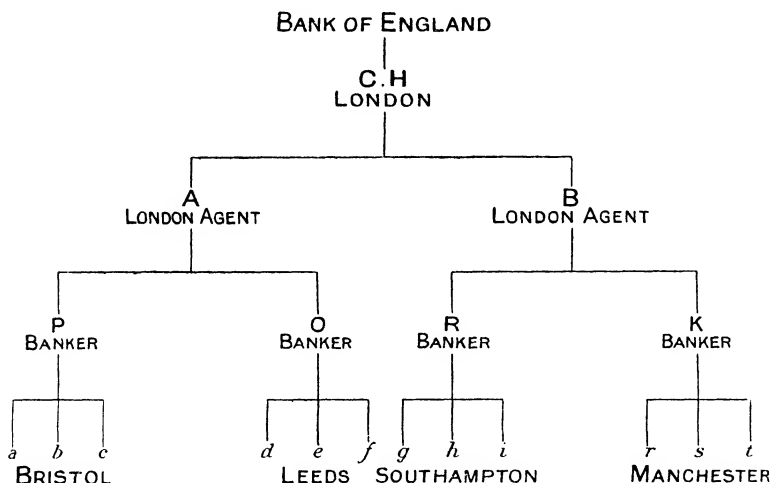 BANK OF ENGLAND
C.H
LONDON
A B
LONDON AGENT LONDON AGENT
P O R K
BANKER BANKER BANKER BANKER
a b c d e f g h i r s t
BRISTOL LEEDS SOUTHAMPTON MANCHESTER